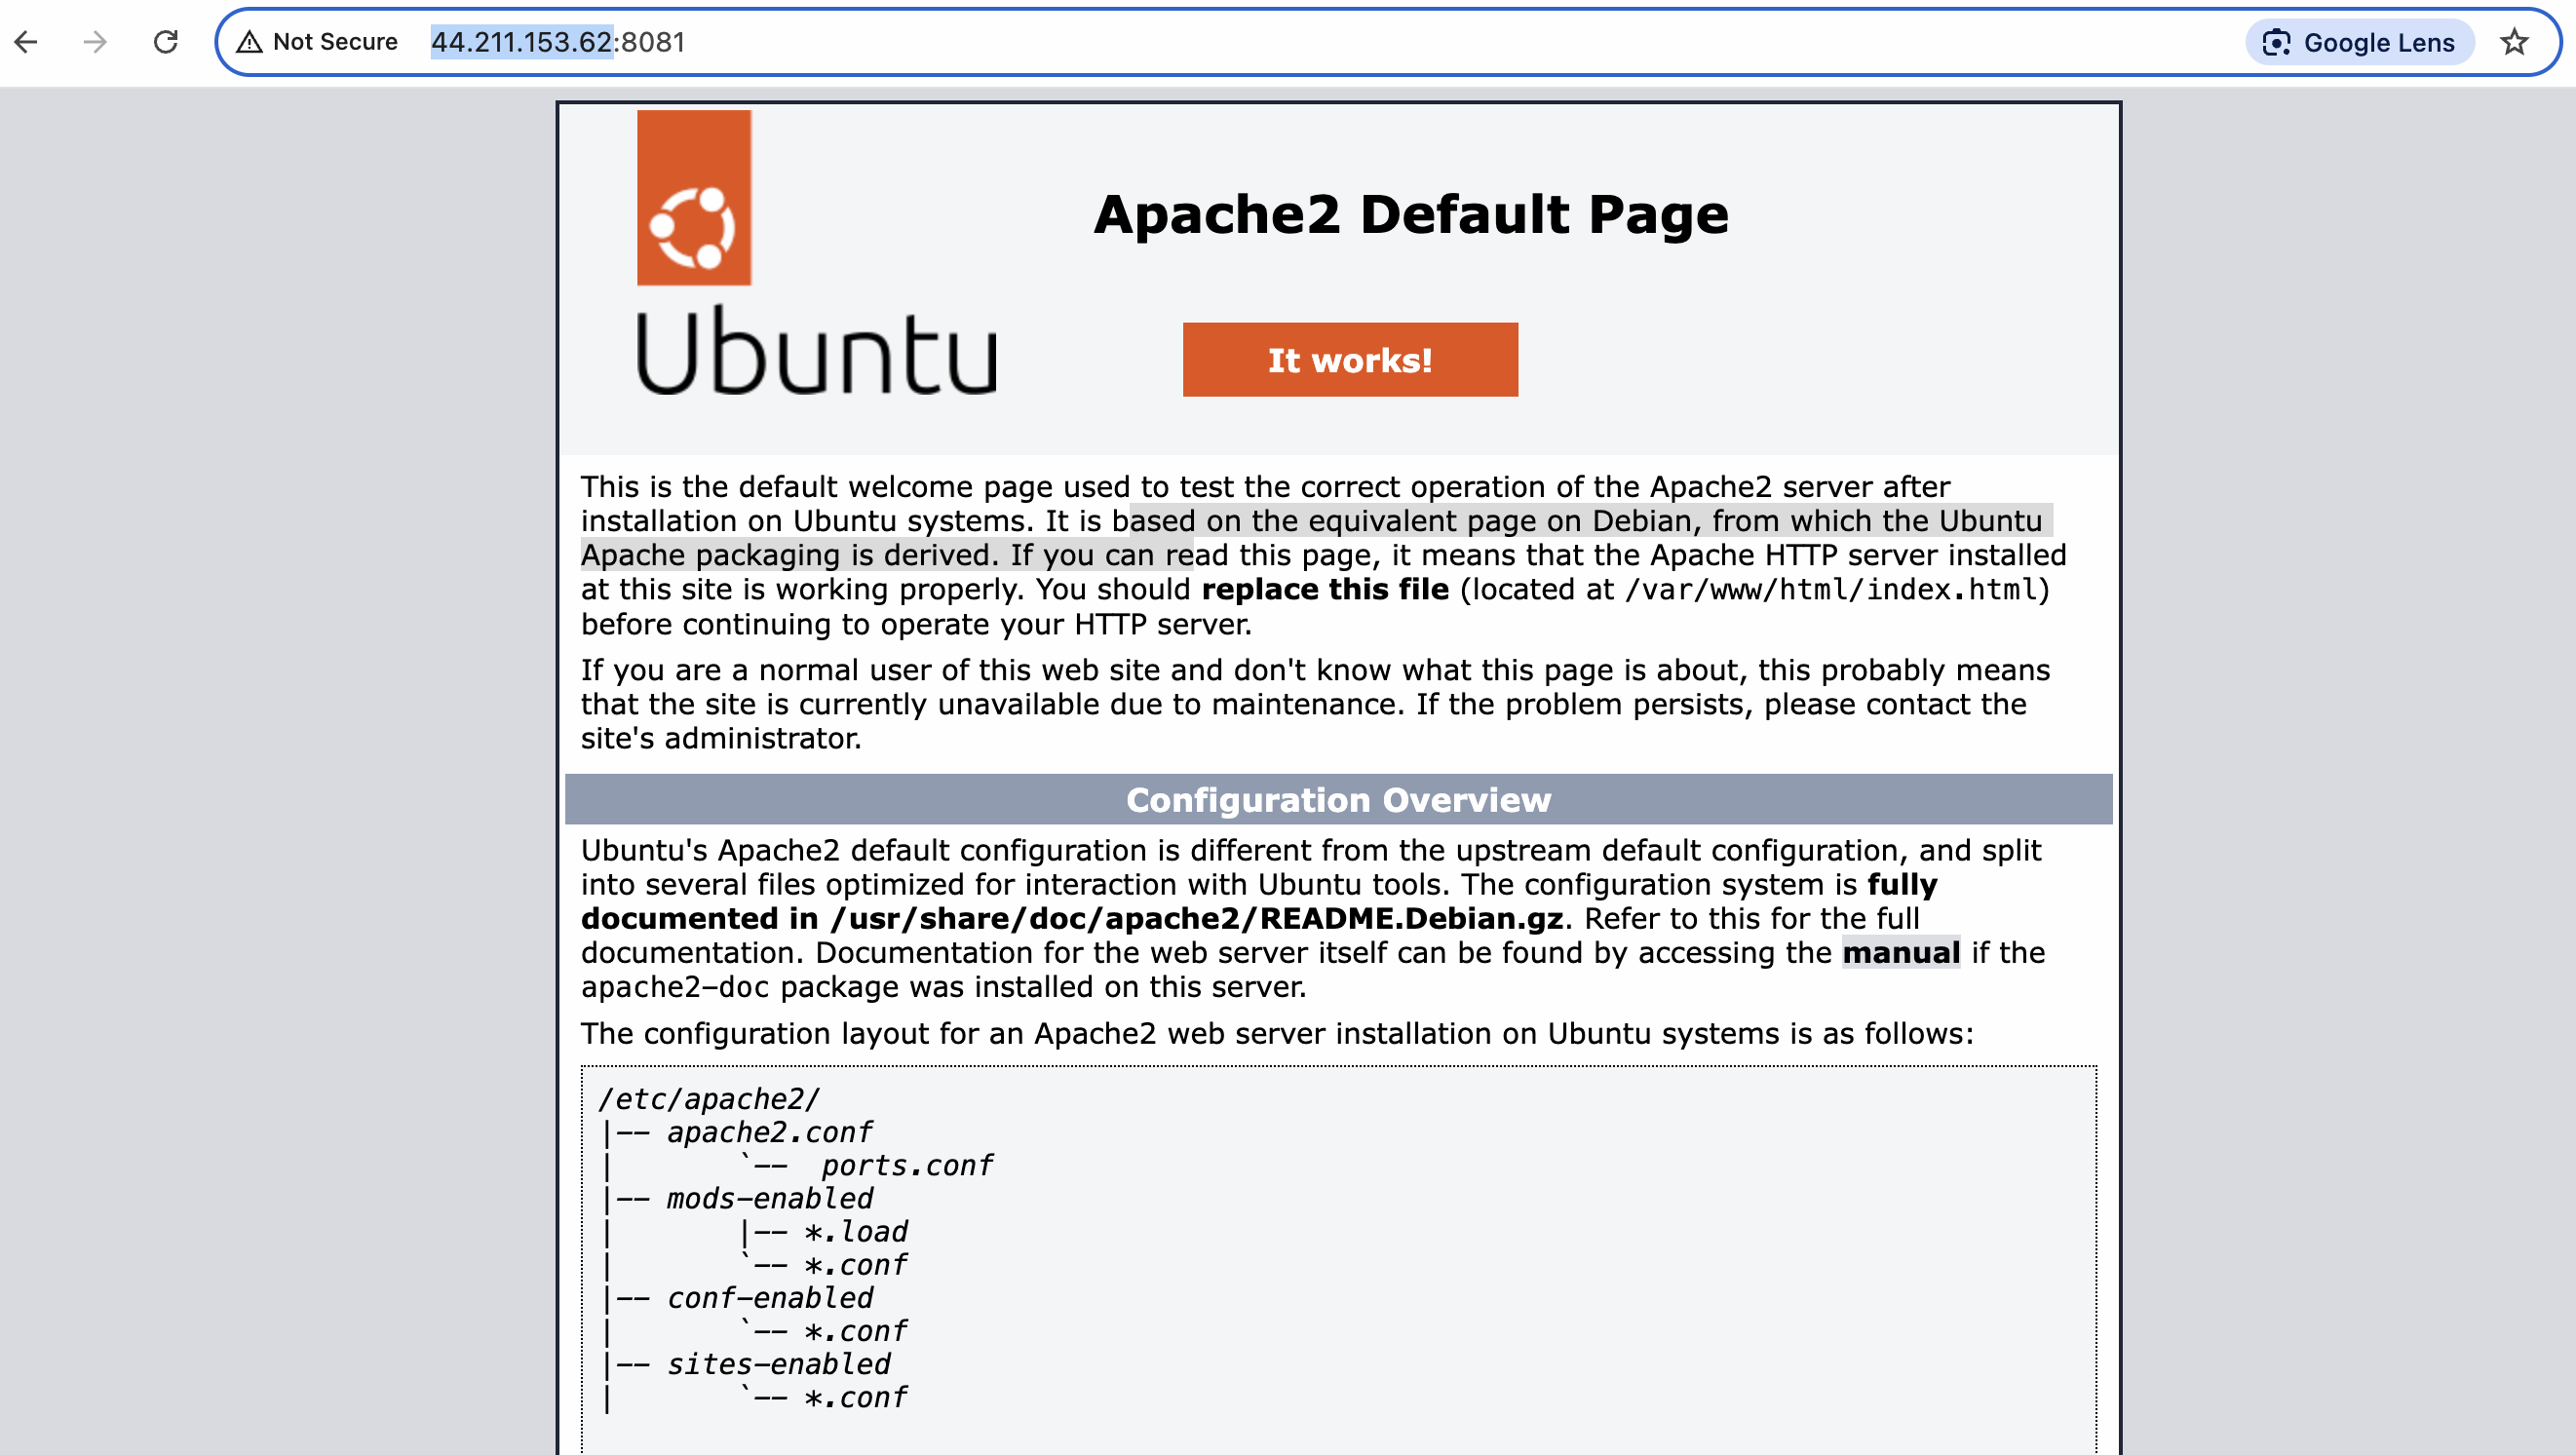 Not Secure 44.211.153.62:8081 Google Lens
Apache2 Default Page
Ubuntu
It works!
This is the default welcome page used to test the correct operation of the Apache2 server after
installation on Ubuntu systems. It is based on the equivalent page on Debian, from which the Ubuntu
Apache packaging is derived. If you can read this page, it means that the Apache HTTP server installed
at this site is working properly. You should replace this file (located at /var/www/html/index.html)
before continuing to operate your HTTP server.
If you are a normal user of this web site and don't know what this page is about, this probably means
that the site is currently unavailable due to maintenance. If the problem persists, please contact the
site's administrator.
Configuration Overview
Ubuntu's Apache2 default configuration is different from the upstream default configuration, and split
into several files optimized for interaction with Ubuntu tools. The configuration system is fully
documented in /usr/share/doc/apache2/README.Debian.gz. Refer to this for the full
documentation. Documentation for the web server itself can be found by accessing the manual if the
apache2-doc package was installed on this server.
The configuration layout for an Apache2 web server installation on Ubuntu systems is as follows:
/etc/apache2/
|-- apache2.conf
|       `--  ports.conf
|-- mods-enabled
|       |-- *.load
|       `-- *.conf
|-- conf-enabled
|       `-- *.conf
|-- sites-enabled
|       `-- *.conf